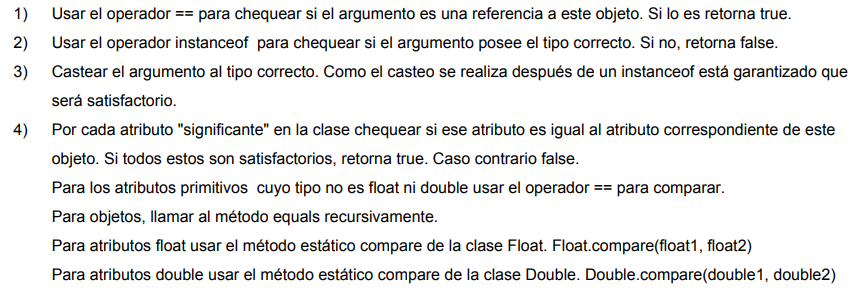 1) Usar el operador == para chequear si el argumento es una referencia a este objeto. Si lo es retorna true.
2) Usar el operador instanceof para chequear si el argumento posee el tipo correcto. Si no, retorna false.
3) Castear el argumento al tipo correcto. Como el casteo se realiza después de un instanceof está garantizado que
será satisfactorio.
4) Por cada atributo "significante" en la clase chequear si ese atributo es igual al atributo correspondiente de este
objeto. Si todos estos son satisfactorios, retorna true. Caso contrario false.
Para los atributos primitivos cuyo tipo no es float ni double usar el operador == para comparar.
Para objetos, llamar al método equals recursivamente.
Para atributos float usar el método estático compare de la clase Float. Float.compare(float1, float2)
Para atributos double usar el método estático compare de la clase Double. Double.compare(double1, double2)